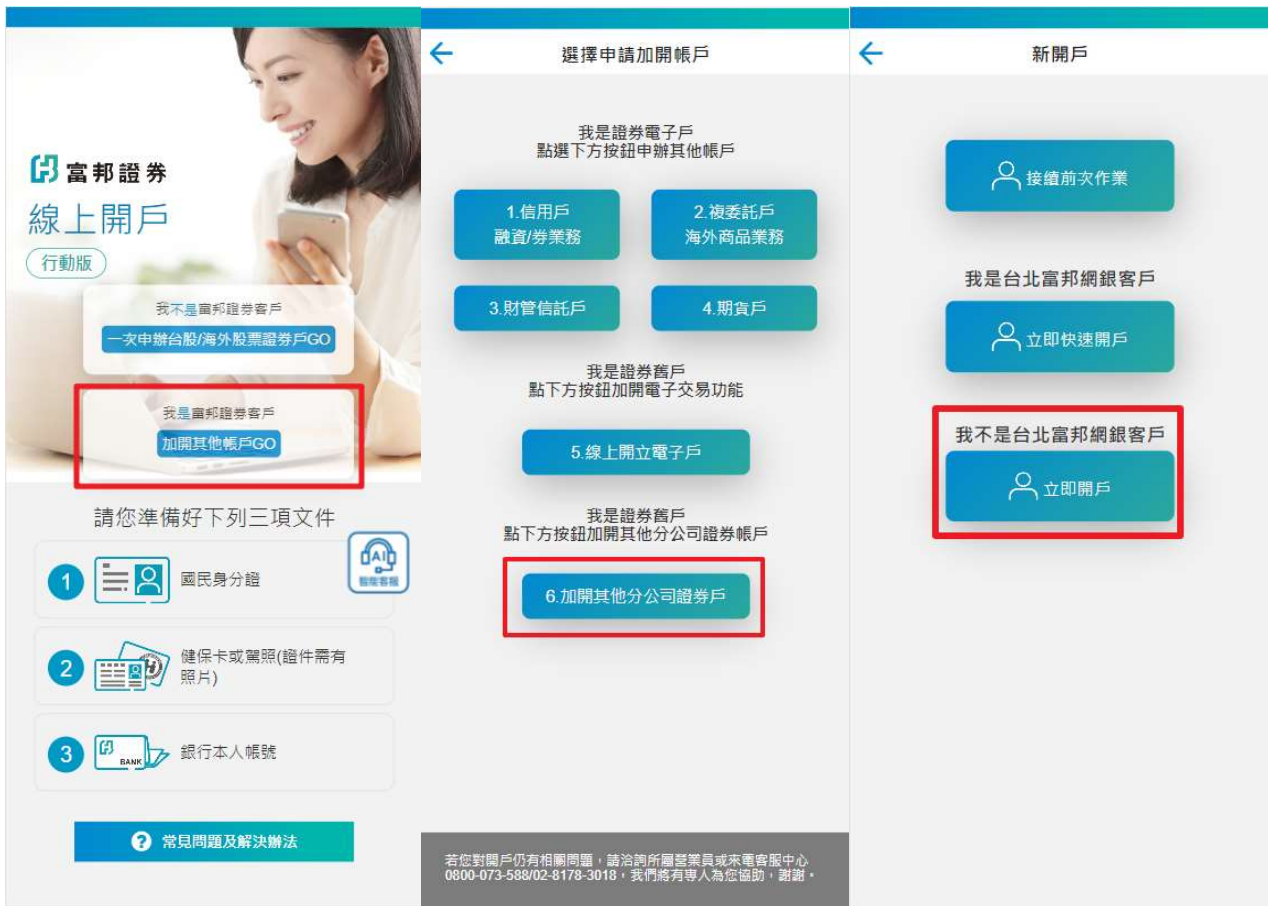 富邦證券
線上開戶
行動版
我不是富邦證券客戶
一次申辦台股/海外股票證券戶GO
我是富邦證券客戶
加開其他帳戶GO
請您準備好下列三項文件
AI
智能客服
1
國民身分證
2
健保卡或駕照(證件需有
照片)
3
BANK
銀行本人帳號
? 常見問題及解決辦法
選擇申請加開帳戶
我是證券電子戶
點選下方按鈕申辦其他帳戶
1.信用戶
融資/券業務
2.複委託戶
海外商品業務
3.財管信託戶
4.期貨戶
我是證券舊戶
點下方按鈕加開電子交易功能
5.線上開立電子戶
我是證券舊戶
點下方按鈕加開其他分公司證券帳戶
6.加開其他分公司證券戶
若您對開戶仍有相關問題，請洽詢所屬營業員或來電客服中心
0800-073-588/02-8178-3018，我們將有專人為您協助，謝謝。
新開戶
接續前次作業
我是台北富邦網銀客戶
立即快速開戶
我不是台北富邦網銀客戶
立即開戶